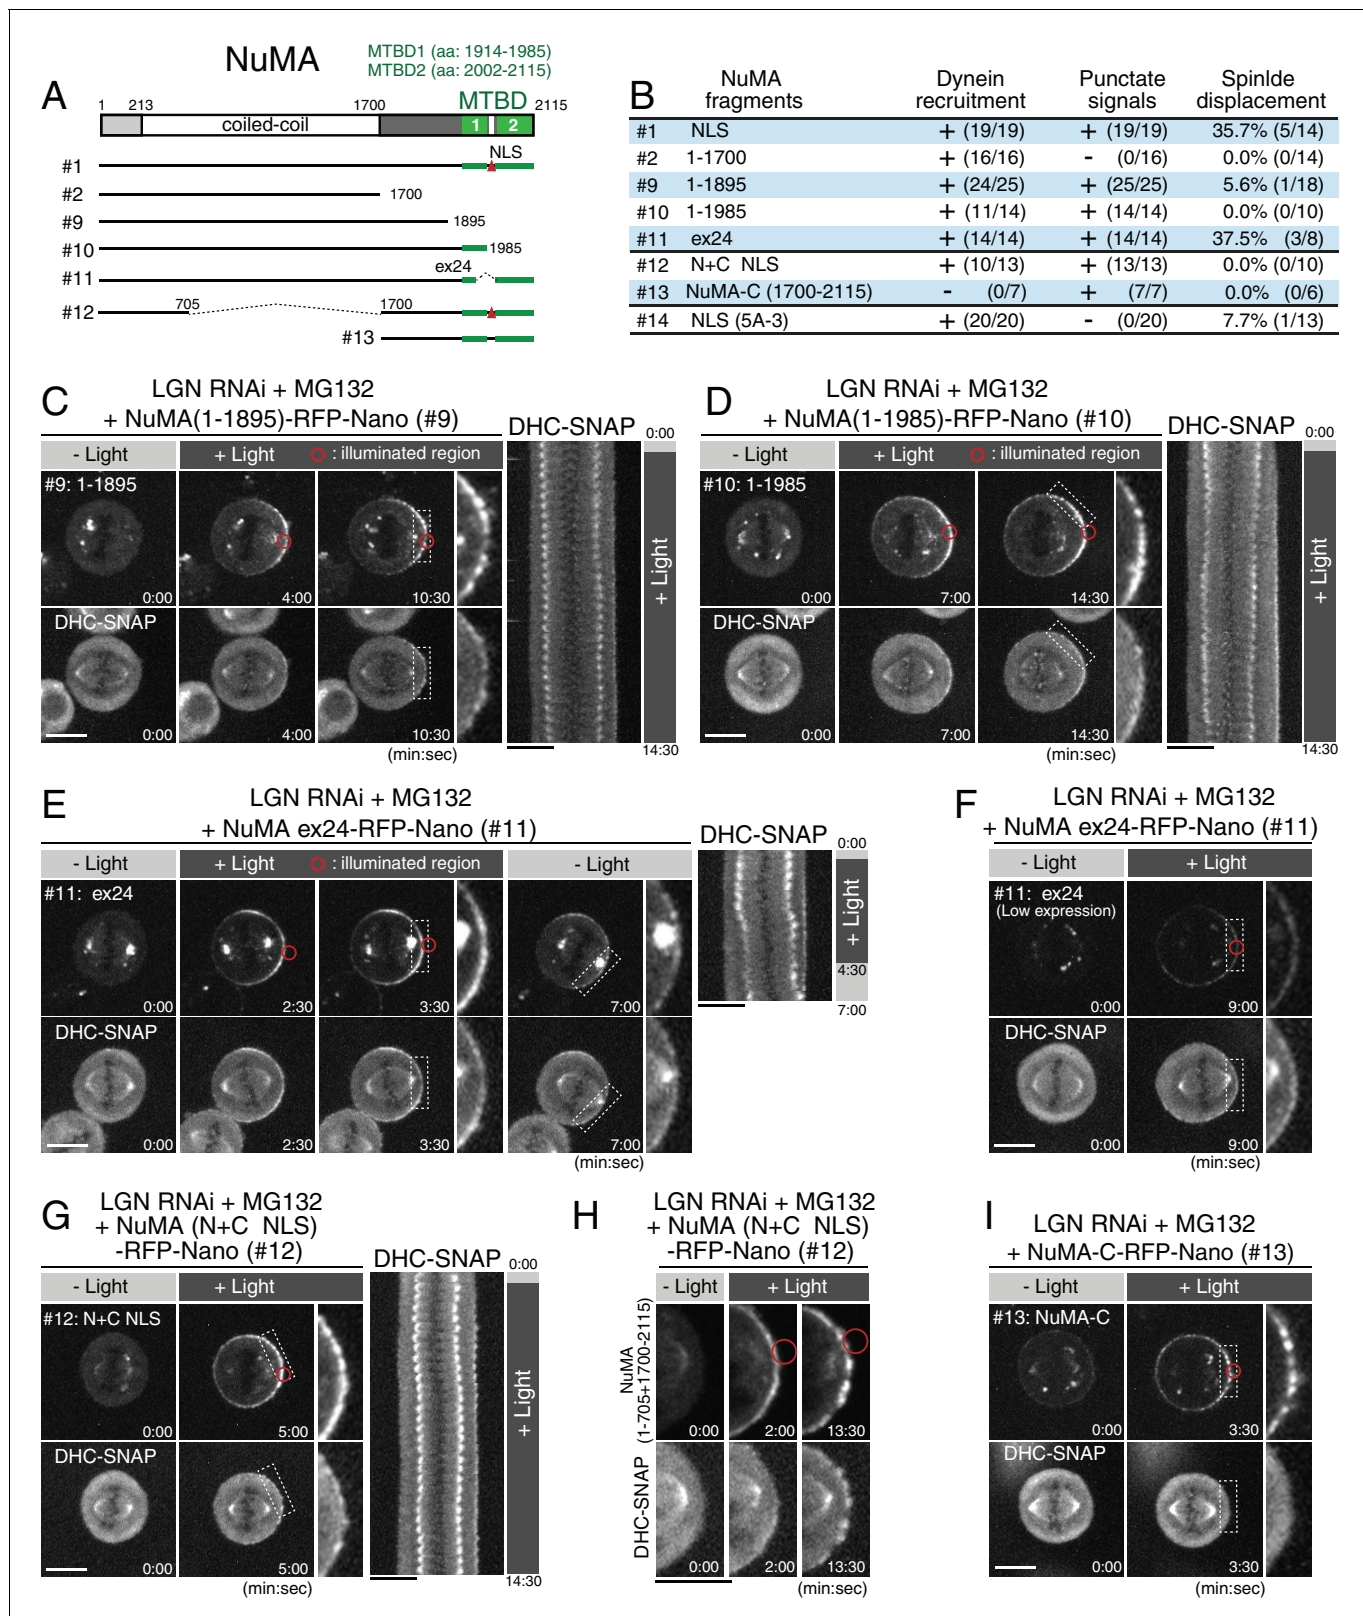 NuMA
MTBD1 (aa: 1914-1985)
MTBD2 (aa: 2002-2115)
A
1 213 1700 MTBD 2115
coiled-coil 1 2
NLS
#1
#2 1700
#9 1895
#10 1985
ex24
#11
705 1700
#12
#13
B
NuMA fragments Dynein recruitment Punctate signals Spinlde displacement
#1 NLS + (19/19) + (19/19) 35.7% (5/14)
#2 1-1700 + (16/16) - (0/16) 0.0% (0/14)
#9 1-1895 + (24/25) + (25/25) 5.6% (1/18)
#10 1-1985 + (11/14) + (14/14) 0.0% (0/10)
#11 ex24 + (14/14) + (14/14) 37.5% (3/8)
#12 N+C NLS + (10/13) + (13/13) 0.0% (0/10)
#13 NuMA-C (1700-2115) - (0/7) + (7/7) 0.0% (0/6)
#14 NLS (5A-3) + (20/20) - (0/20) 7.7% (1/13)
C
LGN RNAi + MG132
+ NuMA(1-1895)-RFP-Nano (#9)
- Light + Light : illuminated region
#9: 1-1895
0:00 4:00 10:30
DHC-SNAP
0:00 4:00 10:30
(min:sec)
DHC-SNAP
0:00
+ Light
14:30
D
LGN RNAi + MG132
+ NuMA(1-1985)-RFP-Nano (#10)
- Light + Light : illuminated region
#10: 1-1985
0:00 7:00 14:30
DHC-SNAP
0:00 7:00 14:30
(min:sec)
DHC-SNAP
0:00
+ Light
14:30
E
LGN RNAi + MG132
+ NuMA ex24-RFP-Nano (#11)
- Light + Light : illuminated region - Light
#11: ex24
0:00 2:30 3:30 7:00
DHC-SNAP
0:00 2:30 3:30 7:00
(min:sec)
DHC-SNAP
0:00
+ Light
4:30
7:00
F
LGN RNAi + MG132
+ NuMA ex24-RFP-Nano (#11)
- Light + Light
#11: ex24
(Low expression)
0:00 9:00
DHC-SNAP
0:00 9:00
(min:sec)
G
LGN RNAi + MG132
+ NuMA (N+C NLS)
-RFP-Nano (#12)
- Light + Light
#12: N+C NLS
0:00 5:00
DHC-SNAP
0:00 5:00
(min:sec)
DHC-SNAP
0:00
+ Light
14:30
H
LGN RNAi + MG132
+ NuMA (N+C NLS)
-RFP-Nano (#12)
- Light + Light
NuMA
(1-705+1700-2115)
0:00 2:00 13:30
DHC-SNAP
0:00 2:00 13:30
(min:sec)
I
LGN RNAi + MG132
+ NuMA-C-RFP-Nano (#13)
- Light + Light
#13: NuMA-C
0:00 3:30
DHC-SNAP
0:00 3:30
(min:sec)